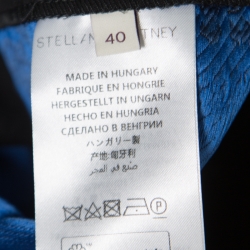 STELLA McCARTNEY
40
MADE IN HUNGARY
FABRIQUE EN HONGRIE
HERGESTELLT IN UNGARN
HECHO EN HUNGRIA
СДЕЛАНО В ВЕНГРИИ
ハンガリー製
产地: 匈牙利
صنع في المجر